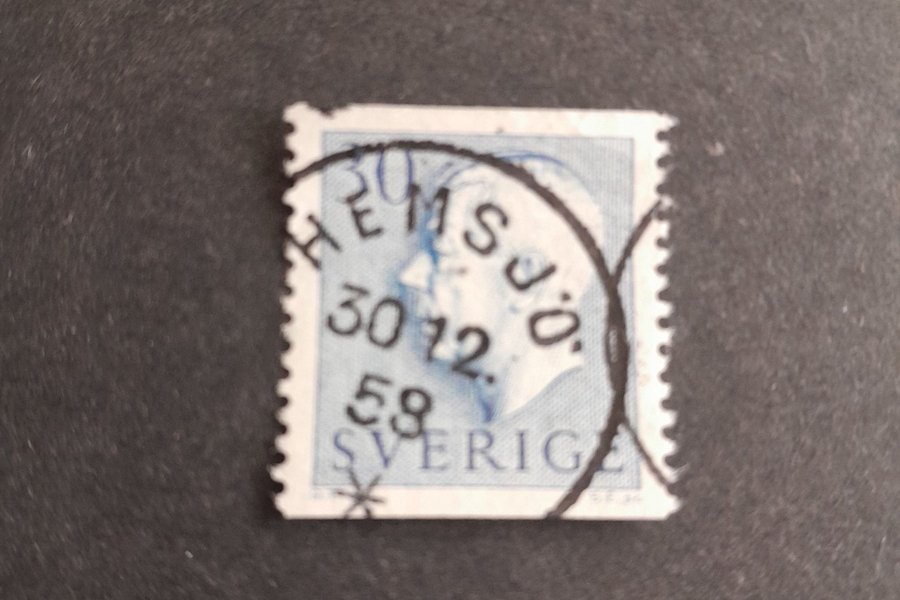 30
HEMSJÖ.
30 12.
58
SVERIGE